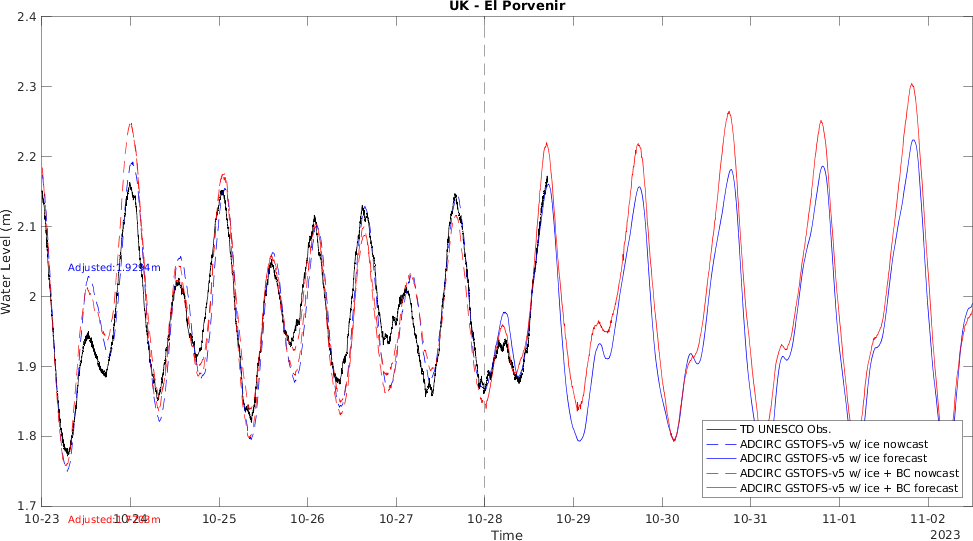 UK - El Porvenir
2.4
2.3
2.2
2.1
2
1.9
1.8
1.7
Water Level (m)
TD UNESCO Obs.
ADCIRC GSTOFS-v5 w/ ice nowcast
ADCIRC GSTOFS-v5 w/ ice forecast
ADCIRC GSTOFS-v5 w/ ice + BC nowcast
ADCIRC GSTOFS-v5 w/ ice + BC forecast
10-23 10-24 10-25 10-26 10-27 10-28 10-29 10-30 10-31 11-01 11-02
Time
2023